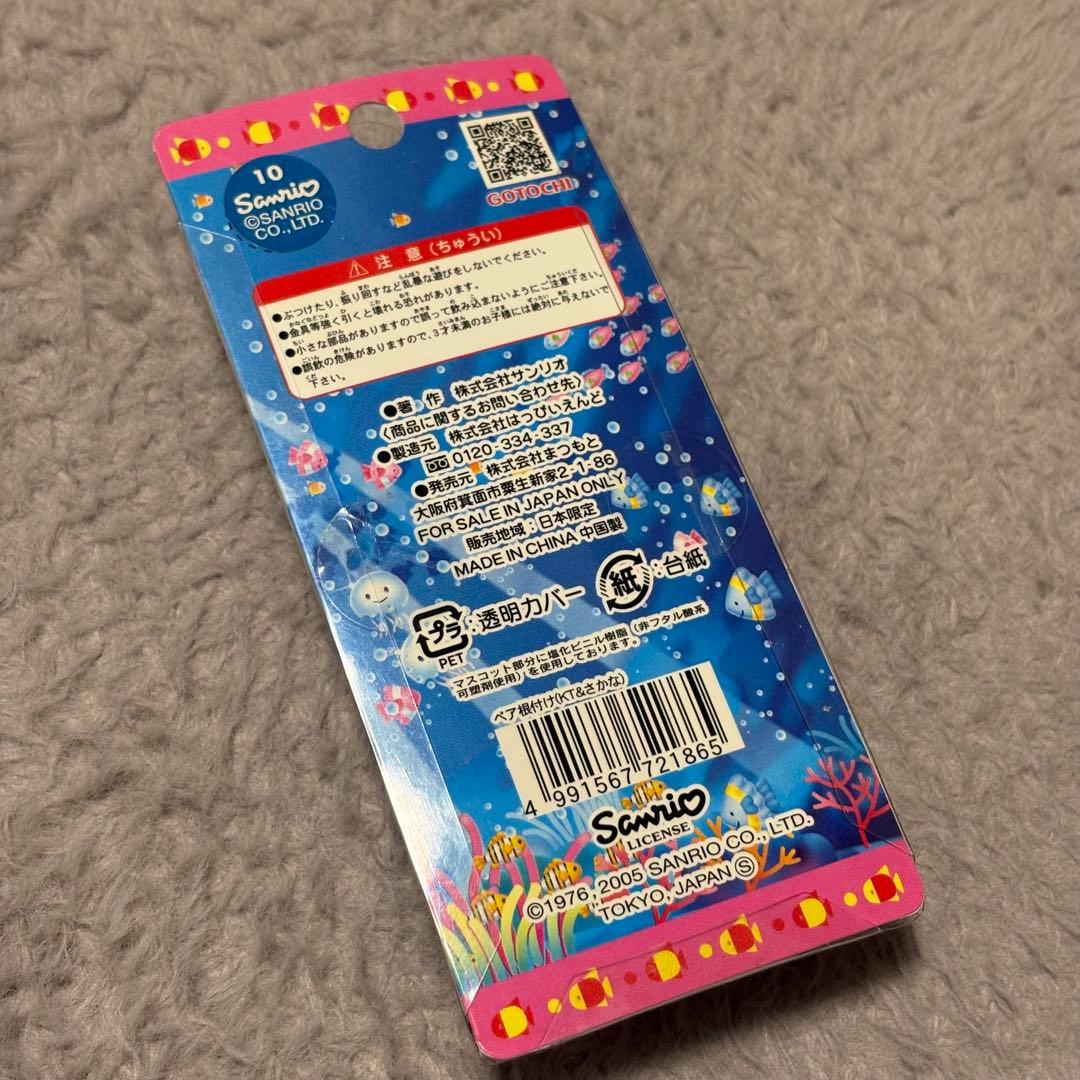 10
Sanrio
©SANRIO
CO.,LTD.
GOTOCHI
注 意 (ちゅうい)
●ぶつけたり、振り回すなど乱暴な遊びをしないでください。
●金具等強く引くと壊れる恐れがあります。
●小さな部品がありますので誤って飲み込まないようにご注意下さい。
●誤飲の危険がありますので、3才未満のお子様には絶対に与えないで
下さい。
●著 作 株式会社サンリオ
〈商品に関するお問い合わせ先〉
●製造元 株式会社はっぴいえんど
0120-334-337
●発売元 株式会社まつもと
大阪府箕面市粟生新家2-1-86
FOR SALE IN JAPAN ONLY
販売地域:日本限定
MADE IN CHINA 中国製
プラ
PET
:透明カバー
紙
:台紙
マスコット部分に塩化ビニル樹脂(非フタル酸系
可塑剤使用)を使用しております。
ペア根付け(KT&さかな)
4 991567 721865
Sanrio
LICENSE
©1976, 2005 SANRIO CO., LTD.
TOKYO, JAPAN Ⓢ